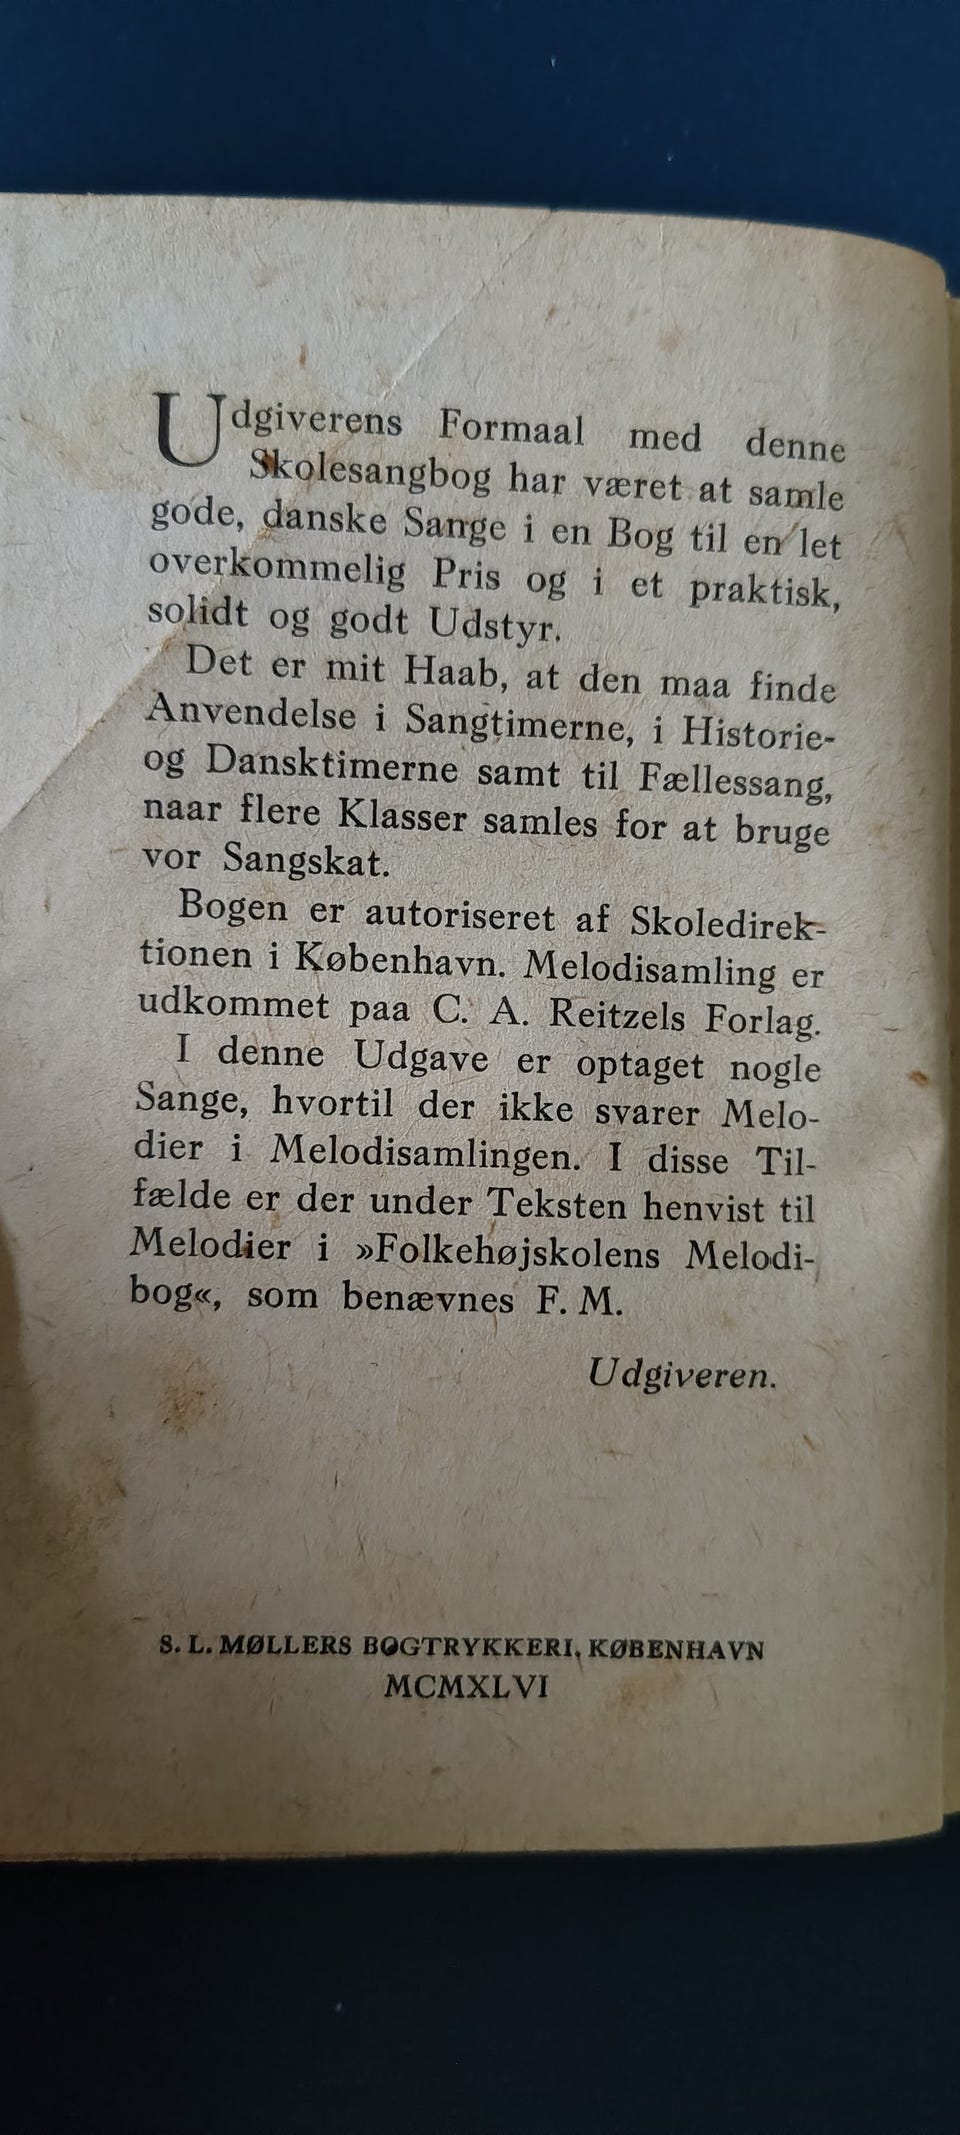 Udgiverens Formaal med denne
Skolesangbog har været at samle
gode, danske Sange i en Bog til en let
overkommelig Pris og i et praktisk,
solidt og godt Udstyr.
Det er mit Haab, at den maa finde
Anvendelse i Sangtimerne, i Historie-
og Dansktimerne samt til Fællessang,
naar flere Klasser samles for at bruge
vor Sangskat.
Bogen er autoriseret af Skoledirek-
tionen i København. Melodisamling er
udkommet paa C. A. Reitzels Forlag.
I denne Udgave er optaget nogle
Sange, hvortil der ikke svarer Melo-
dier i Melodisamlingen. I disse Til-
fælde er der under Teksten henvist til
Melodier i »Folkehøjskolens Melodi-
bog«, som benævnes F. M.
Udgiveren.
S. L. MØLLERS BOGTRYKKERI, KØBENHAVN
MCMXLVI